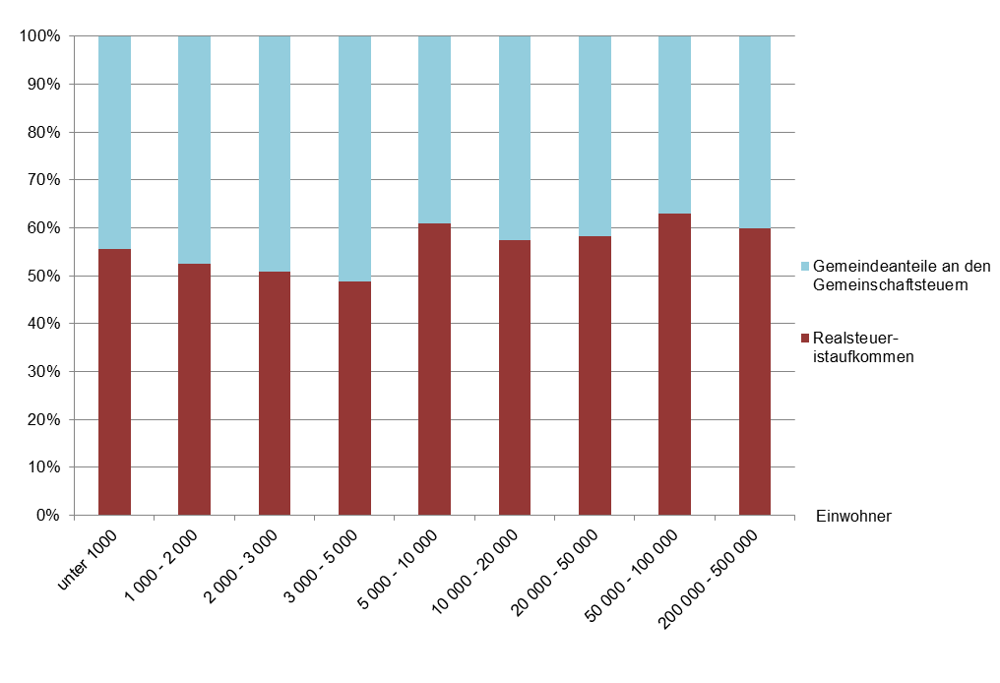 100%
90%
80%
70%
60%
50%
40%
30%
20%
10%
0%
unter 1000
1 000 - 2 000
2 000 - 3 000
3 000 - 5 000
5 000 - 10 000
10 000 - 20 000
20 000 - 50 000
50 000 - 100 000
200 000 - 500 000
Einwohner
Gemeindeanteile an den
Gemeinschaftsteuern
Realsteuer-
istaufkommen